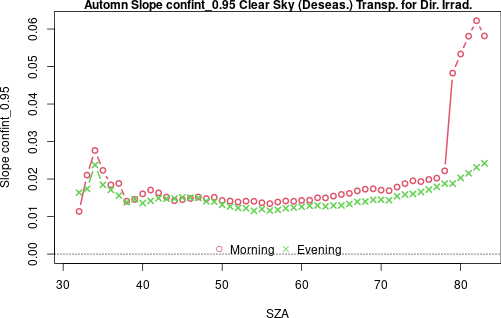 Automn Slope confint_0.95 Clear Sky (Deseas.) Transp. for Dir. Irrad.
Slope confint_0.95
0.06
0.05
0.04
0.03
0.02
0.01
0.00
Morning Evening
30 40 50 60 70 80
SZA